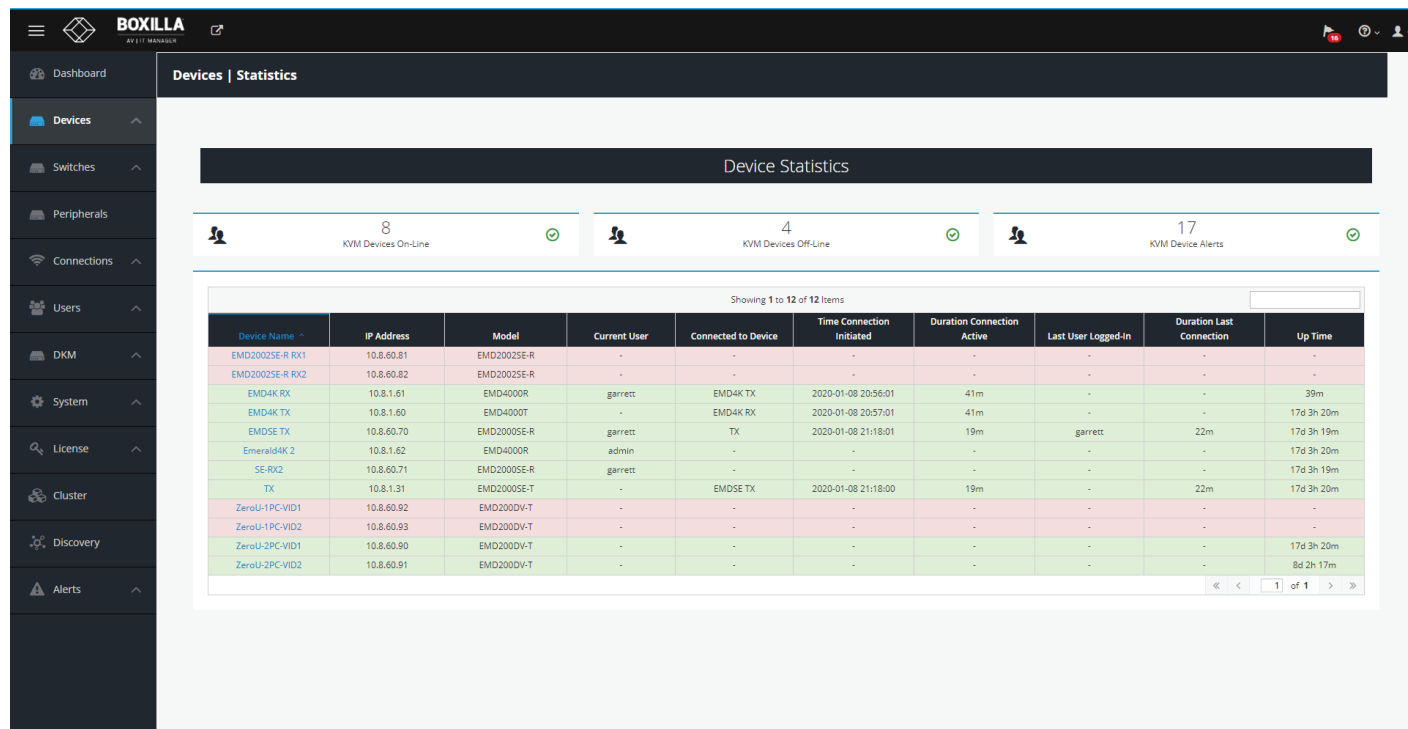 BOXILLA
AV | IT MANAGER
16
Dashboard
Devices
Switches
Peripherals
Connections
Users
DKM
System
License
Cluster
Discovery
Alerts
Devices | Statistics
Device Statistics
8
KVM Devices On-Line
4
KVM Devices Off-Line
17
KVM Device Alerts
Showing 1 to 12 of 12 Items
Device Name IP Address Model Current User Connected to Device Time Connection Initiated Duration Connection Active Last User Logged-In Duration Last Connection Up Time
EMD2002SE-R RX1 10.8.60.81 EMD2002SE-R - - - - - - -
EMD2002SE-R RX2 10.8.60.82 EMD2002SE-R - - - - - - -
EMD4K RX 10.8.1.61 EMD4000R garrett EMD4K TX 2020-01-08 20:56:01 41m - - 39m
EMD4K TX 10.8.1.60 EMD4000T - EMD4K RX 2020-01-08 20:57:01 41m - - 17d 3h 20m
EMDSE TX 10.8.60.70 EMD2000SE-R garrett TX 2020-01-08 21:18:01 19m garrett 22m 17d 3h 19m
Emerald4K 2 10.8.1.62 EMD4000R admin - - - - - 17d 3h 20m
SE-RX2 10.8.60.71 EMD2000SE-R garrett - - - - - 17d 3h 19m
TX 10.8.1.31 EMD2000SE-T - EMDSE TX 2020-01-08 21:18:00 19m - 22m 17d 3h 20m
ZeroU-1PC-VID1 10.8.60.92 EMD200DV-T - - - - - - -
ZeroU-1PC-VID2 10.8.60.93 EMD200DV-T - - - - - - -
ZeroU-2PC-VID1 10.8.60.90 EMD200DV-T - - - - - - 17d 3h 20m
ZeroU-2PC-VID2 10.8.60.91 EMD200DV-T - - - - - - 8d 2h 17m
« < 1 of 1 > »